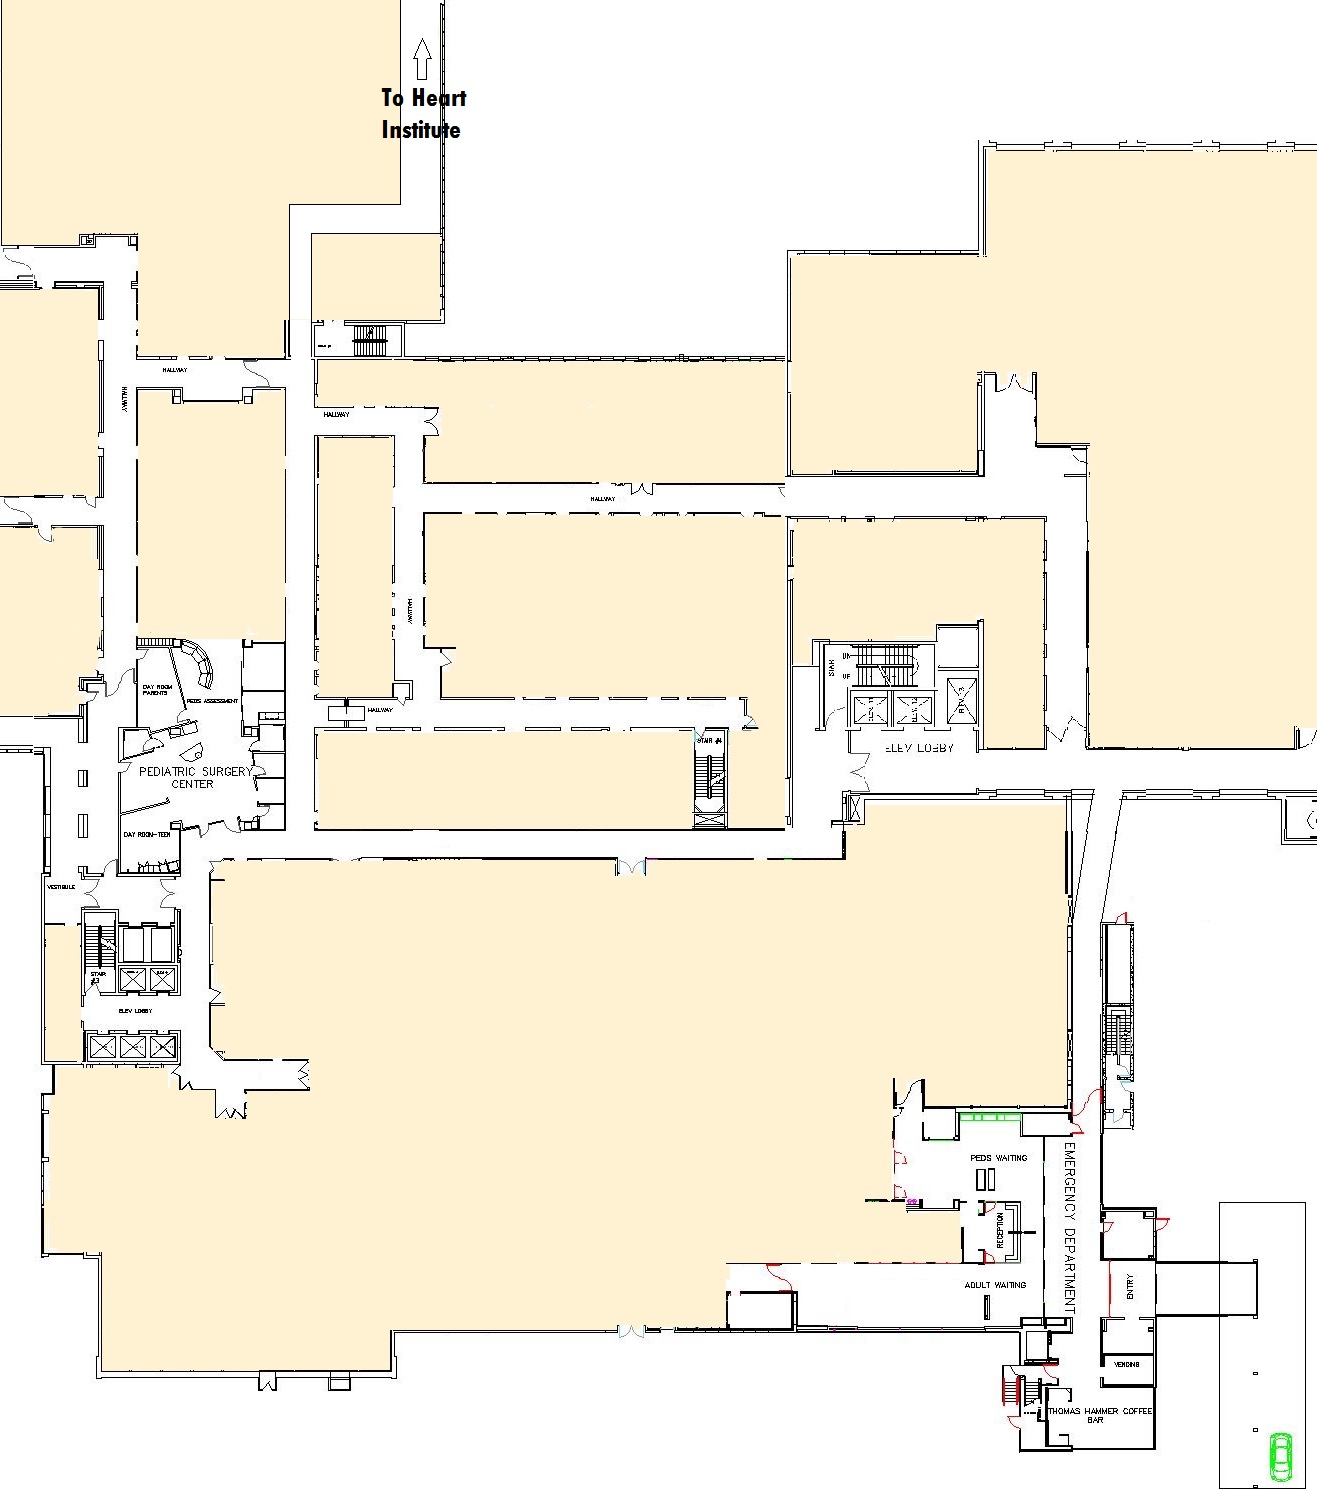 To Heart
Institute
HALLWAY
HALLWAY
HALLWAY
HALLWAY
HALLWAY
DAY ROOM
PARENTS
PEDS ASSESSMENT
HALLWAY
STAIR
UP
DN
STAIR #4
ELEV LOBBY
PEDIATRIC SURGERY
CENTER
DAY ROOM-TEEN
VESTIBULE
STAIR
#3
ELEV LOBBY
PEDS WAITING
EMERGENCY DEPARTMENT
RECEPTION
ADULT WAITING
ENTRY
VENDING
THOMAS HAMMER COFFEE
BAR